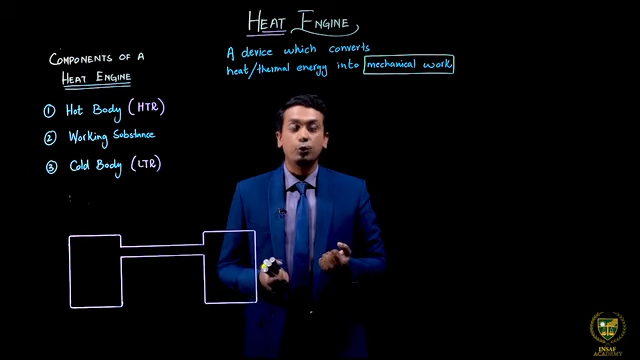 HEAT ENGINE
A device which converts
heat/thermal energy into mechanical work
COMPONENTS OF A
HEAT ENGINE
① Hot Body (HTR)
② Working Substance
③ Cold Body (LTR)
INSAF
ACADEMY